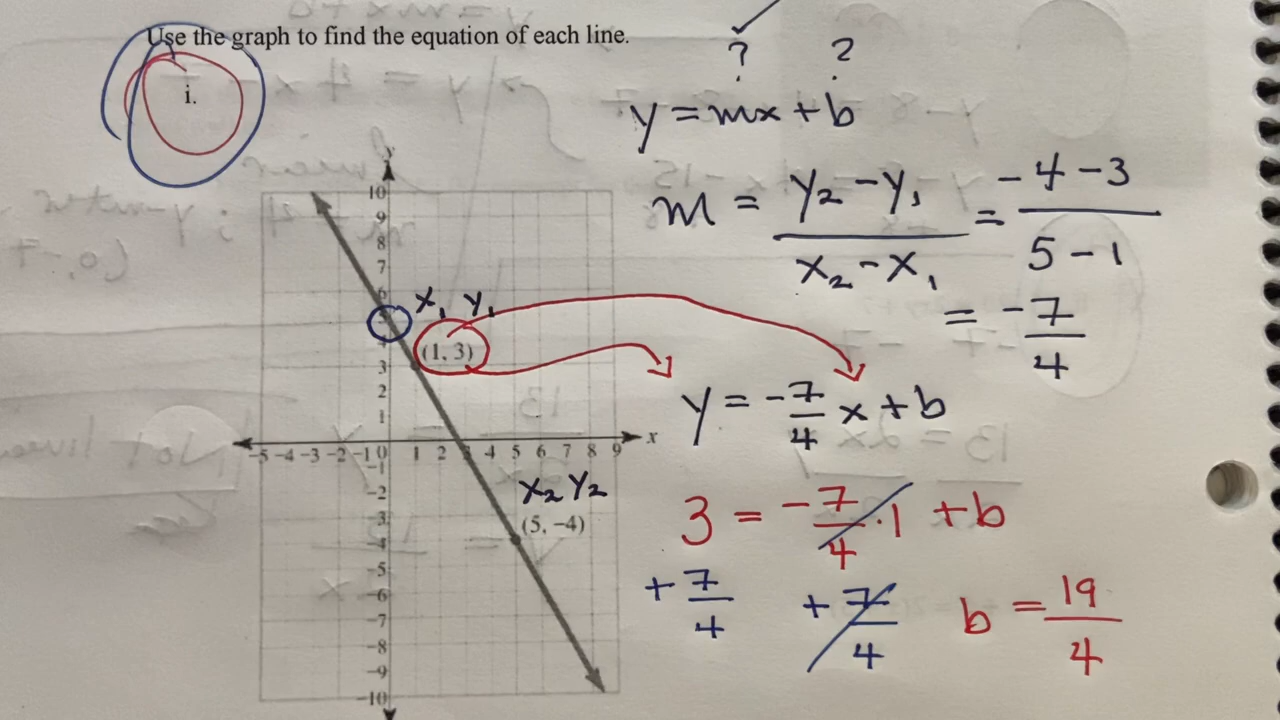 Use the graph to find the equation of each line.
i.
? ?
y = mx + b
m = y₂ - y₁ / x₂ - x₁ = -4 - 3 / 5 - 1
= -7/4
y
10
9
8
7
6
x₁ y₁
(1, 3)
3
2
1
-5 -4 -3 -2 -1 0 1 2 3 4 5 6 7 8 9 x
-1
-2
-3
-4
-5
-6
-7
-8
-9
-10
x₂ y₂
(5, -4)
y = -7/4 x + b
3 = -7/4 · 1 + b
+ 7/4 + 7/4
b = 19/4